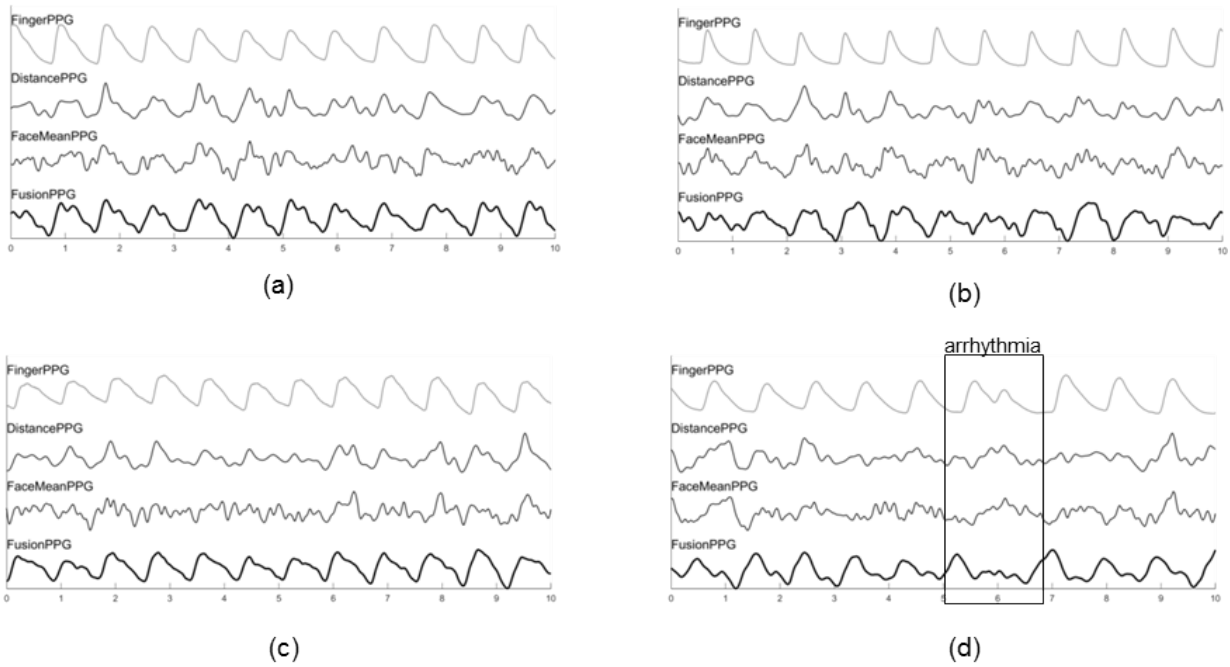 FingerPPG
DistancePPG
FaceMeanPPG
FusionPPG
0 1 2 3 4 5 6 7 8 9 10
(a)
FingerPPG
DistancePPG
FaceMeanPPG
FusionPPG
0 1 2 3 4 5 6 7 8 9 10
(b)
FingerPPG
DistancePPG
FaceMeanPPG
FusionPPG
0 1 2 3 4 5 6 7 8 9 10
(c)
arrhythmia
FingerPPG
DistancePPG
FaceMeanPPG
FusionPPG
0 1 2 3 4 5 6 7 8 9 10
(d)